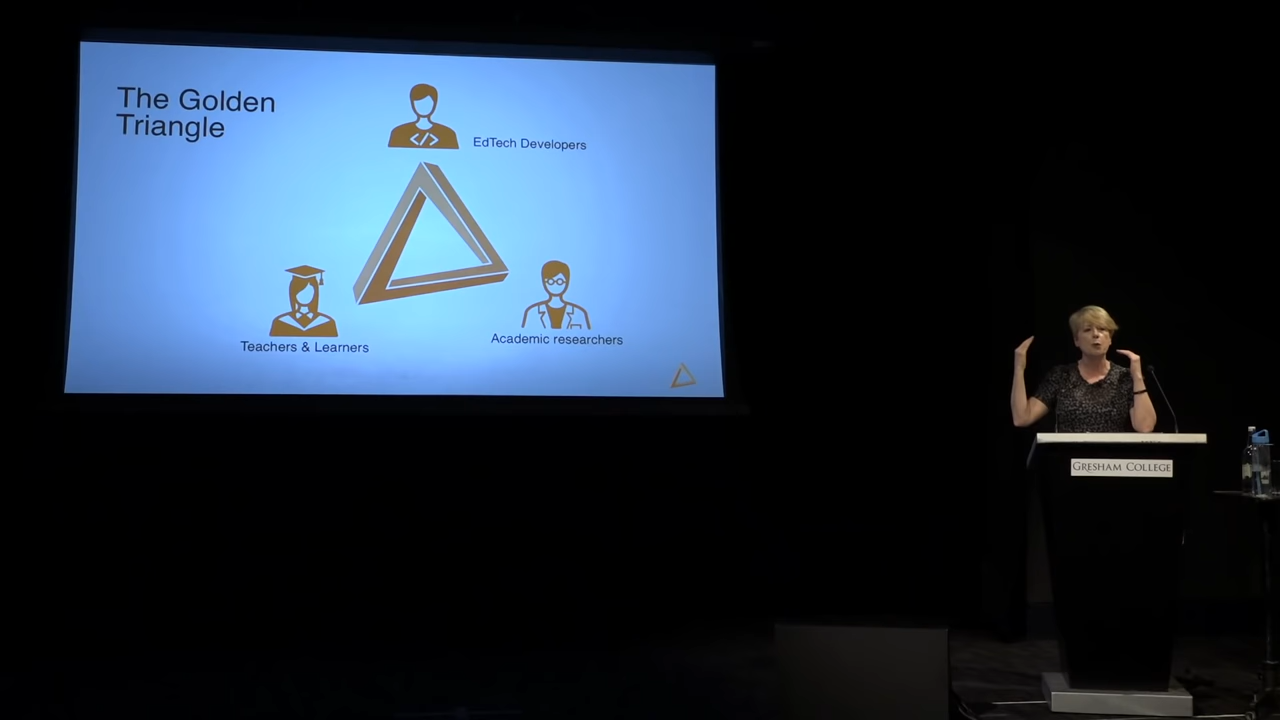 The Golden
Triangle
</>
EdTech Developers
Teachers & Learners
Academic researchers
GRESHAM COLLEGE